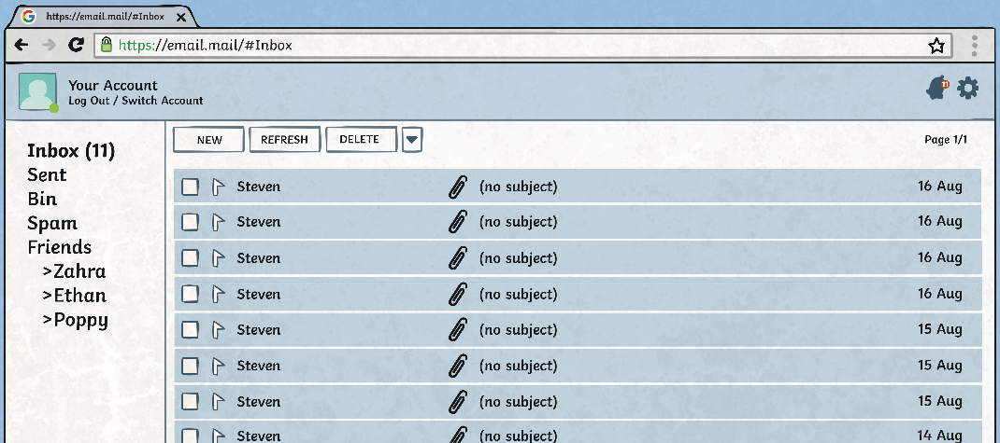 https://email.mail/#Inbox
https://email.mail/#Inbox
Your Account
Log Out / Switch Account
11
NEW REFRESH DELETE
Page 1/1
Inbox (11)
Sent
Bin
Spam
Friends
>Zahra
>Ethan
>Poppy
Steven (no subject) 16 Aug
Steven (no subject) 16 Aug
Steven (no subject) 16 Aug
Steven (no subject) 16 Aug
Steven (no subject) 15 Aug
Steven (no subject) 15 Aug
Steven (no subject) 15 Aug
Steven (no subject) 14 Aug